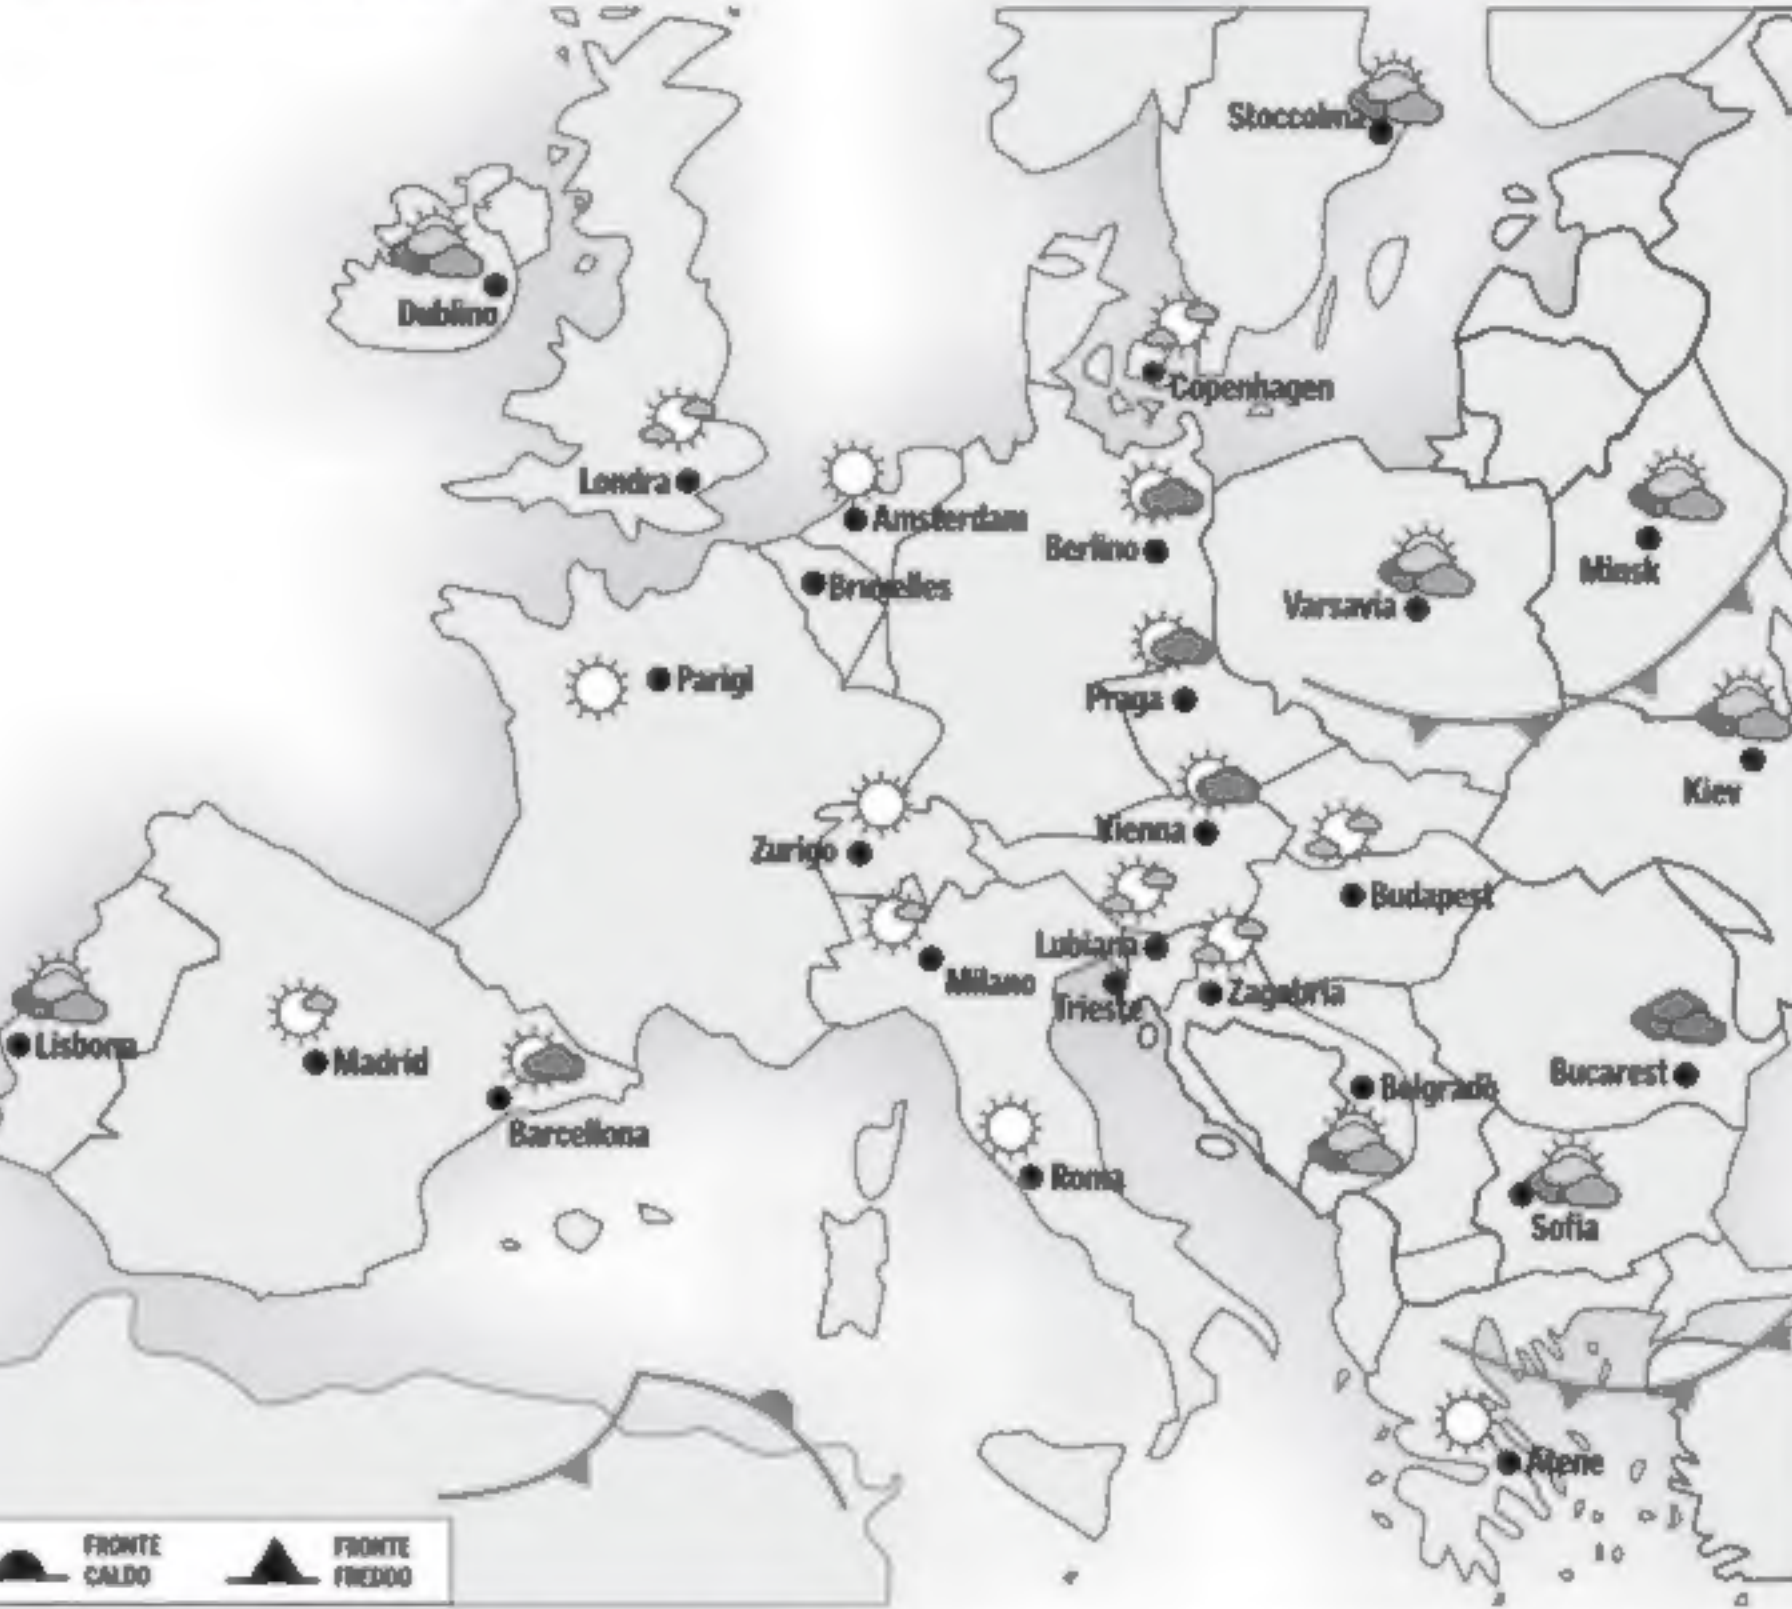 Stoccolma
Dublino
Copenhagen
Londra
Amsterdam
Berlino
Bruxelles
Varsavia
Minsk
Parigi
Praga
Kiev
Vienna
Zurigo
Budapest
Lubiana
Milano
Trieste
Zagabria
Lisbona
Madrid
Barcellona
Belgrado
Bucarest
Roma
Sofia
Atene
FRONTE
CALDO
FRONTE
FREDDO